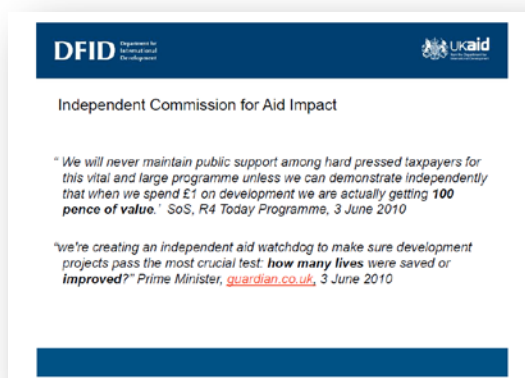 DFID Department for
International
Development
UKaid
Independent Commission for Aid Impact
“ We will never maintain public support among hard pressed taxpayers for
this vital and large programme unless we can demonstrate independently
that when we spend £1 on development we are actually getting 100
pence of value.’ SoS, R4 Today Programme, 3 June 2010
“we're creating an independent aid watchdog to make sure development
projects pass the most crucial test: how many lives were saved or
improved?” Prime Minister, guardian.co.uk, 3 June 2010